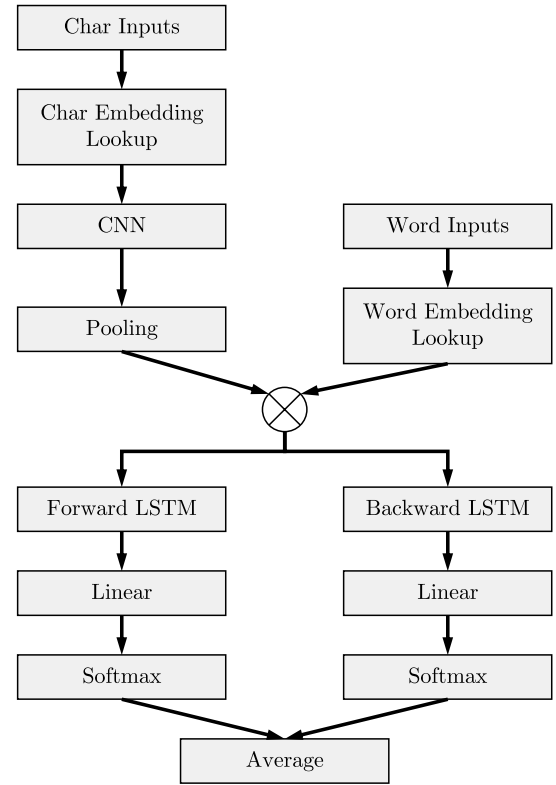 Char Inputs
Char Embedding
Lookup
CNN
Pooling
Word Inputs
Word Embedding
Lookup
Forward LSTM
Linear
Softmax
Backward LSTM
Linear
Softmax
Average